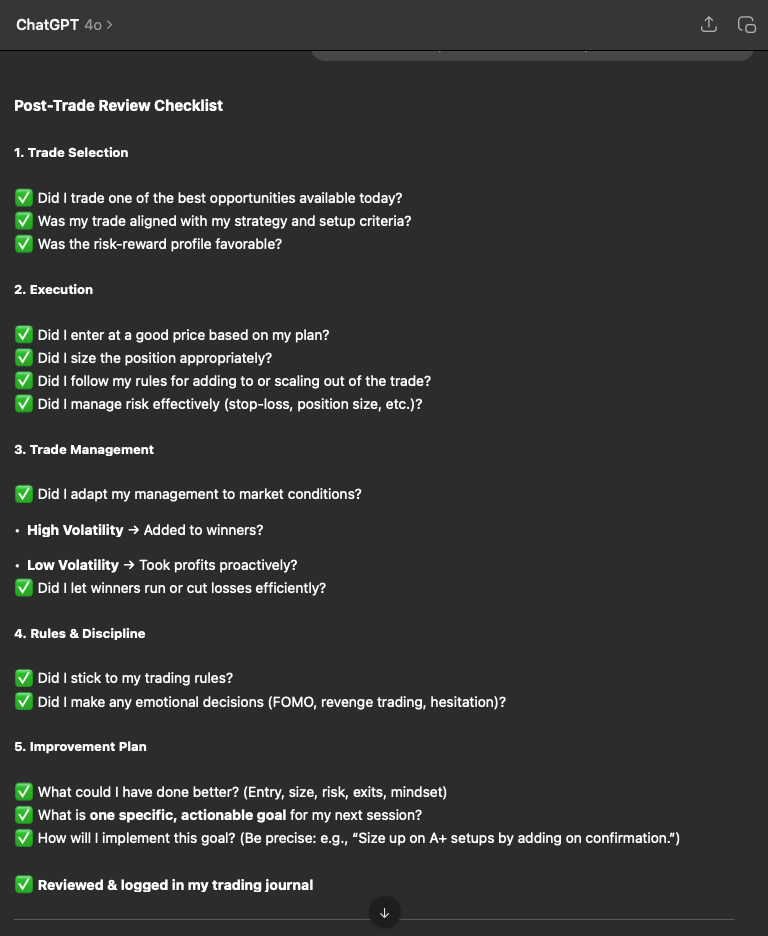 ChatGPT 4o >
Post-Trade Review Checklist
1. Trade Selection
✅ Did I trade one of the best opportunities available today?
✅ Was my trade aligned with my strategy and setup criteria?
✅ Was the risk-reward profile favorable?
2. Execution
✅ Did I enter at a good price based on my plan?
✅ Did I size the position appropriately?
✅ Did I follow my rules for adding to or scaling out of the trade?
✅ Did I manage risk effectively (stop-loss, position size, etc.)?
3. Trade Management
✅ Did I adapt my management to market conditions?
• High Volatility → Added to winners?
• Low Volatility → Took profits proactively?
✅ Did I let winners run or cut losses efficiently?
4. Rules & Discipline
✅ Did I stick to my trading rules?
✅ Did I make any emotional decisions (FOMO, revenge trading, hesitation)?
5. Improvement Plan
✅ What could I have done better? (Entry, size, risk, exits, mindset)
✅ What is one specific, actionable goal for my next session?
✅ How will I implement this goal? (Be precise: e.g., “Size up on A+ setups by adding on confirmation.”)
✅ Reviewed & logged in my trading journal